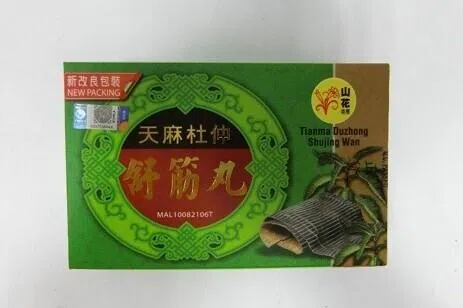 新改良包裝
NEW PACKING
天麻杜仲
舒筋丸
MAL10082106T
山花
Tianma Duzhong
Shujing Wan